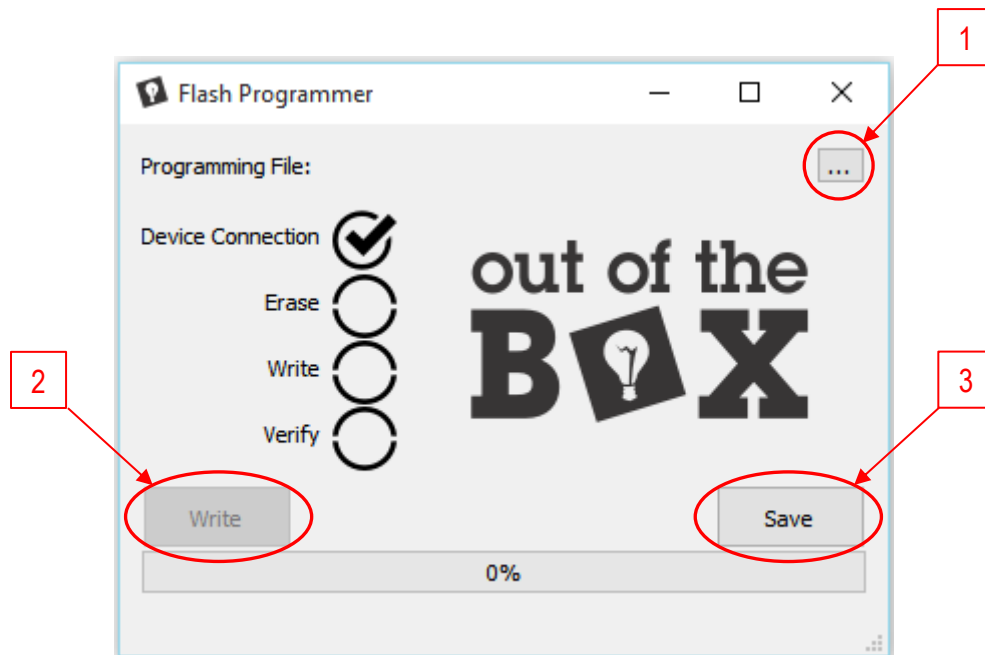 1
Flash Programmer
Programming File:
...
Device Connection
Erase
Write
Verify
out of the
BOX
2
3
Write
Save
0%